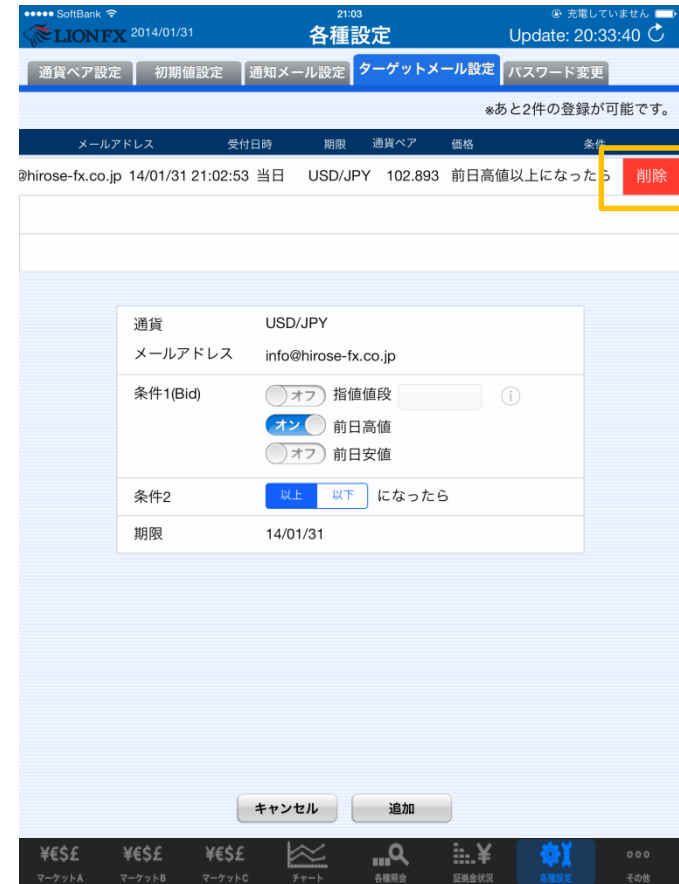 SoftBank 21:03 充電していません
LIONFX 2014/01/31 各種設定 Update: 20:33:40
通貨ペア設定 初期値設定 通知メール設定 ターゲットメール設定 パスワード変更
※あと2件の登録が可能です。
メールアドレス 受付日時 期限 通貨ペア 価格 条件
@hirose-fx.co.jp 14/01/31 21:02:53 当日 USD/JPY 102.893 前日高値以上になったら 削除
通貨 USD/JPY
メールアドレス info@hirose-fx.co.jp
条件1(Bid) オフ 指値値段
オン 前日高値
オフ 前日安値
条件2 以上 以下 になったら
期限 14/01/31
キャンセル 追加
¥€$£ ¥€$£ ¥€$£ ¥
マーケットA マーケットB マーケットC チャート 各種照会 証拠金状況 各種設定 その他